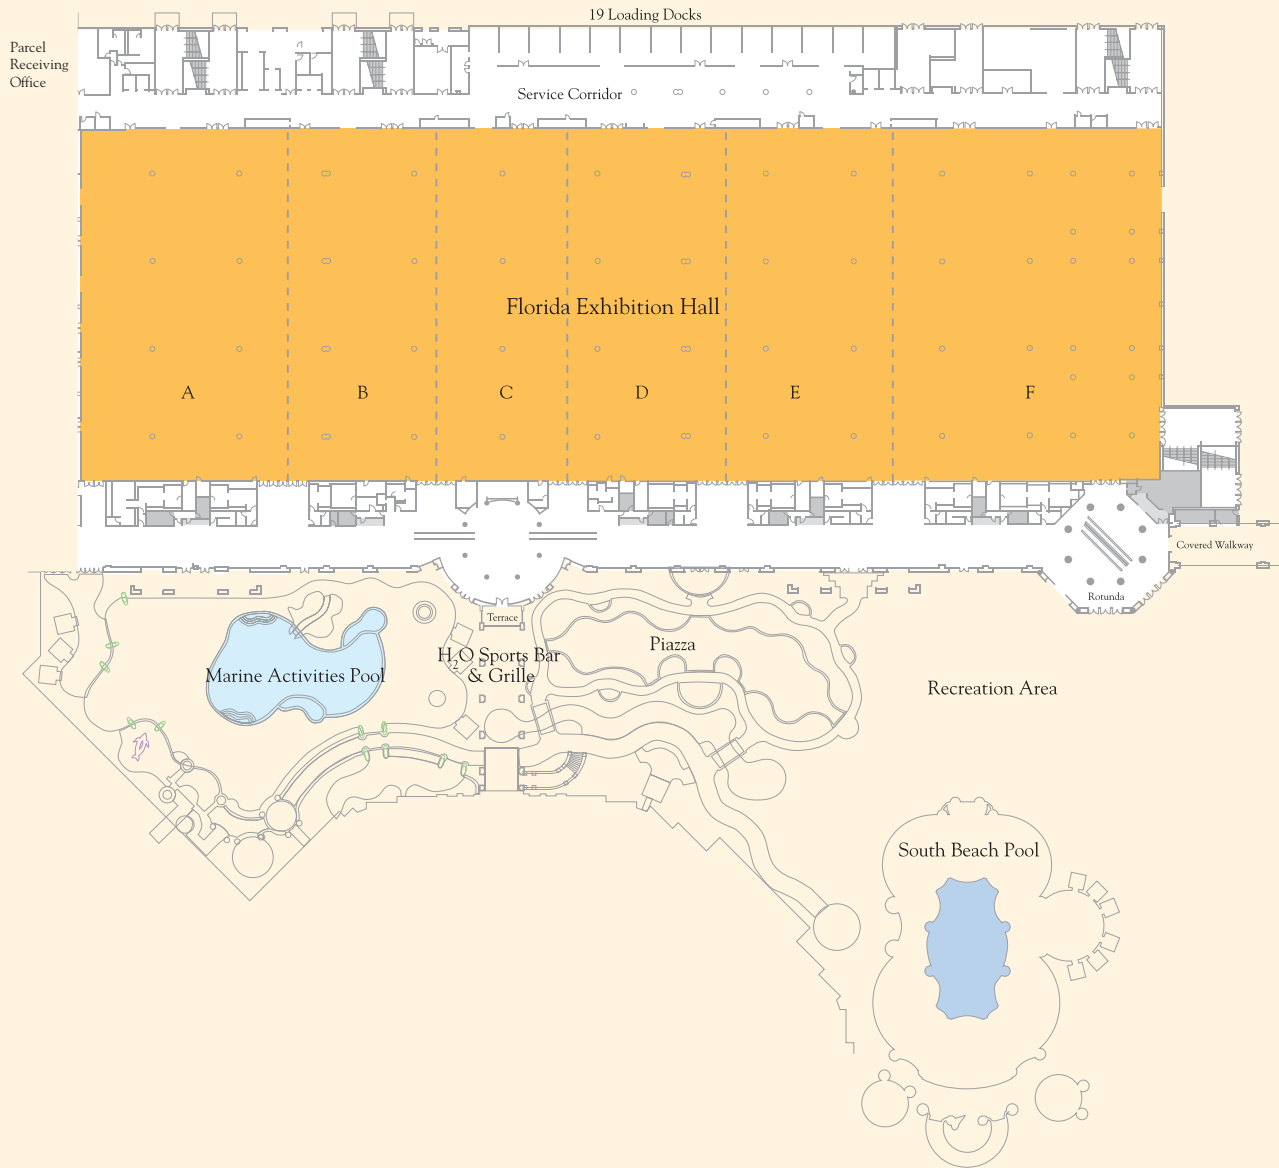 19 Loading Docks
Parcel
Receiving
Office
Service Corridor
Florida Exhibition Hall
A
B
C
D
E
F
Covered Walkway
Rotunda
Terrace
Piazza
H2O Sports Bar
& Grille
Marine Activities Pool
Recreation Area
South Beach Pool